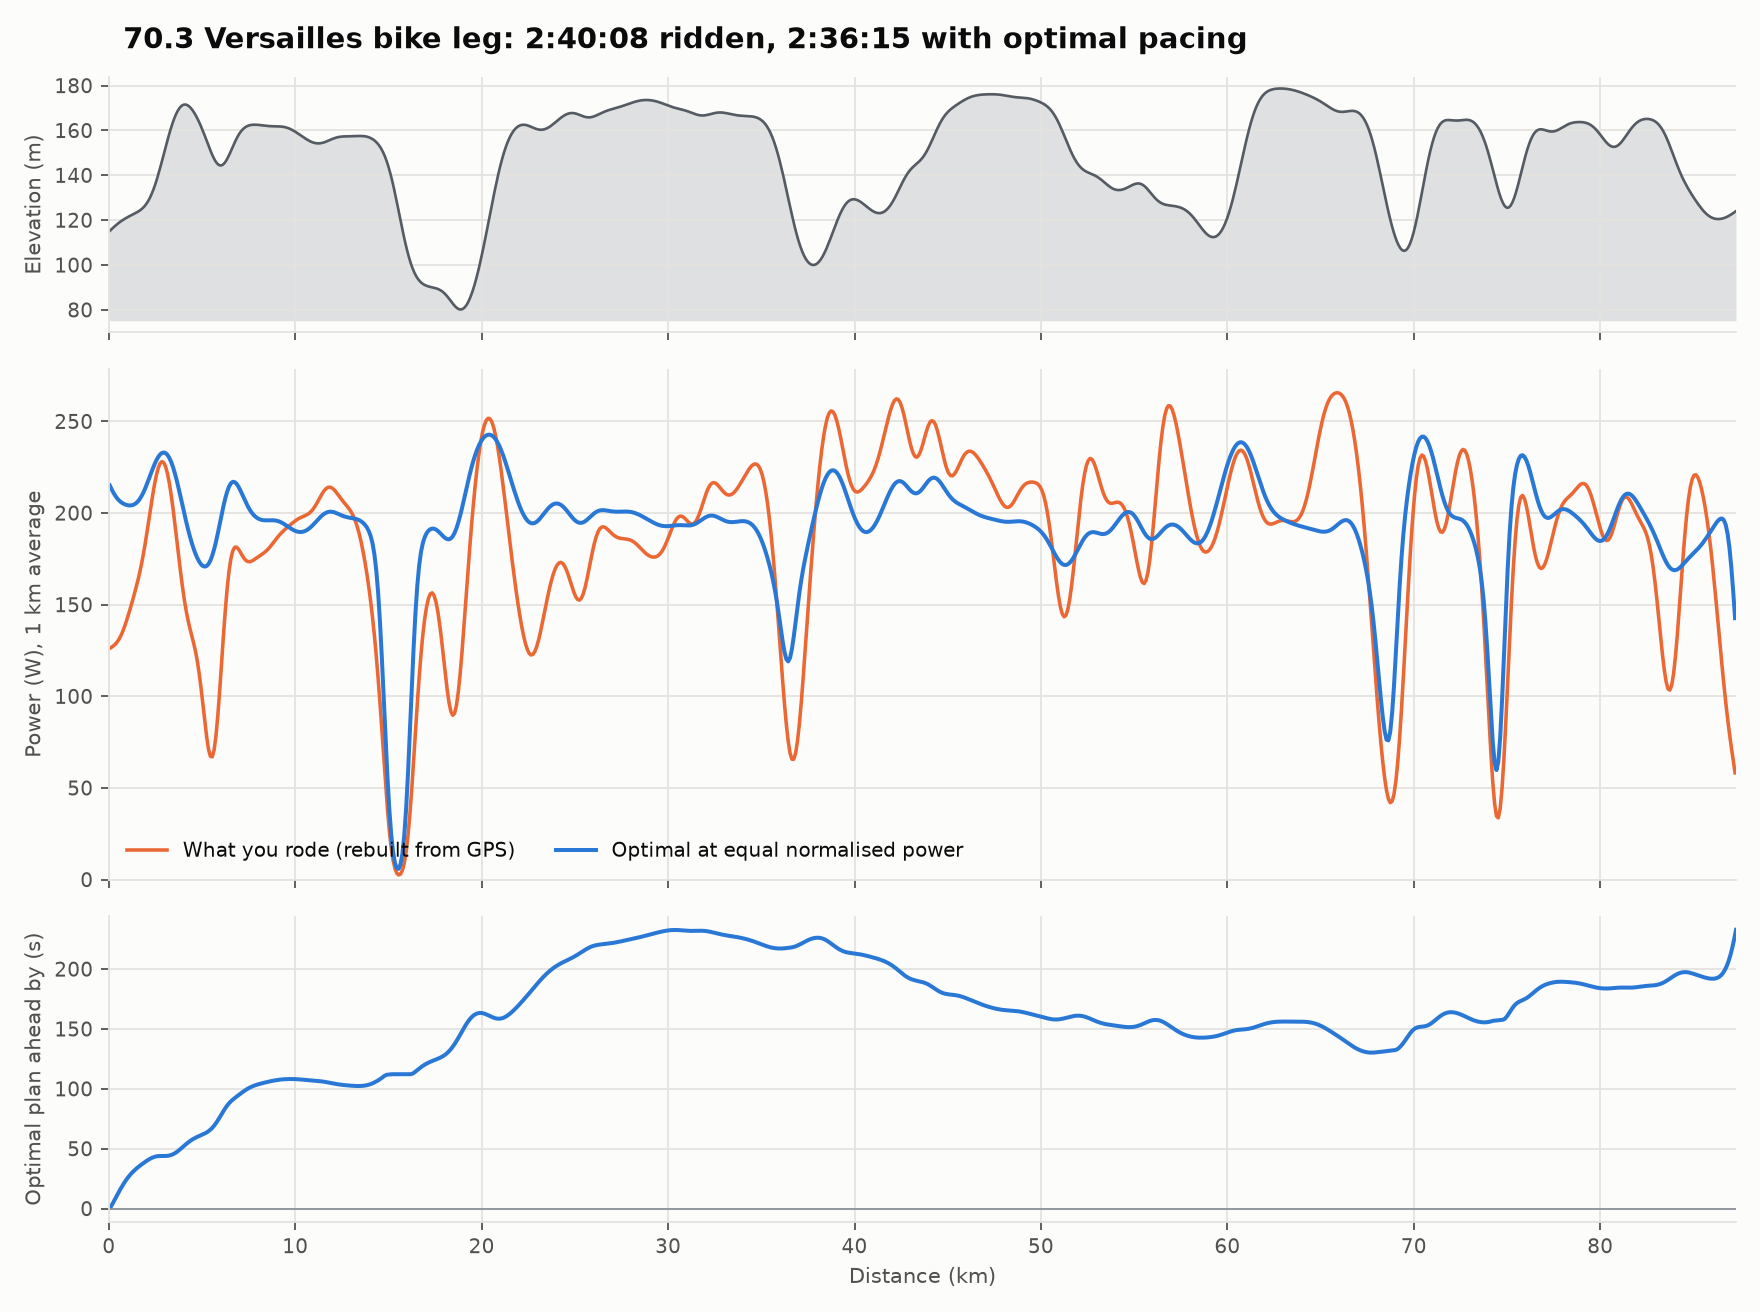 70.3 Versailles bike leg: 2:40:08 ridden, 2:36:15 with optimal pacing
Elevation (m)
180
160
140
120
100
80
Power (W), 1 km average
250
200
150
100
50
0
What you rode (rebuilt from GPS)
Optimal at equal normalised power
Optimal plan ahead by (s)
200
150
100
50
0
0 10 20 30 40 50 60 70 80
Distance (km)